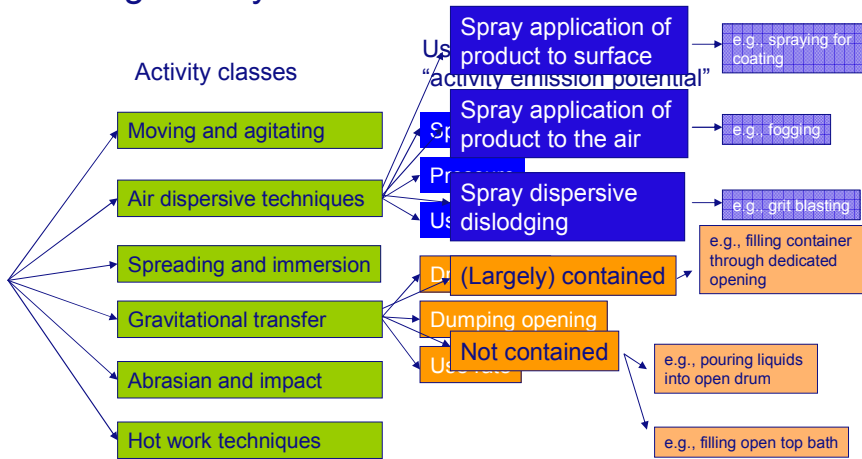 Activity classes
“activity emission potential”
Moving and agitating
Air dispersive techniques
Spreading and immersion
Gravitational transfer
Abrasian and impact
Hot work techniques
Spray application of
product to surface
Spray application of
product to the air
Spray dispersive
dislodging
(Largely) contained
Dumping opening
Not contained
e.g., spraying for
coating
e.g., fogging
e.g., grit blasting
e.g., filling container
through dedicated
opening
e.g., pouring liquids
into open drum
e.g., filling open top bath